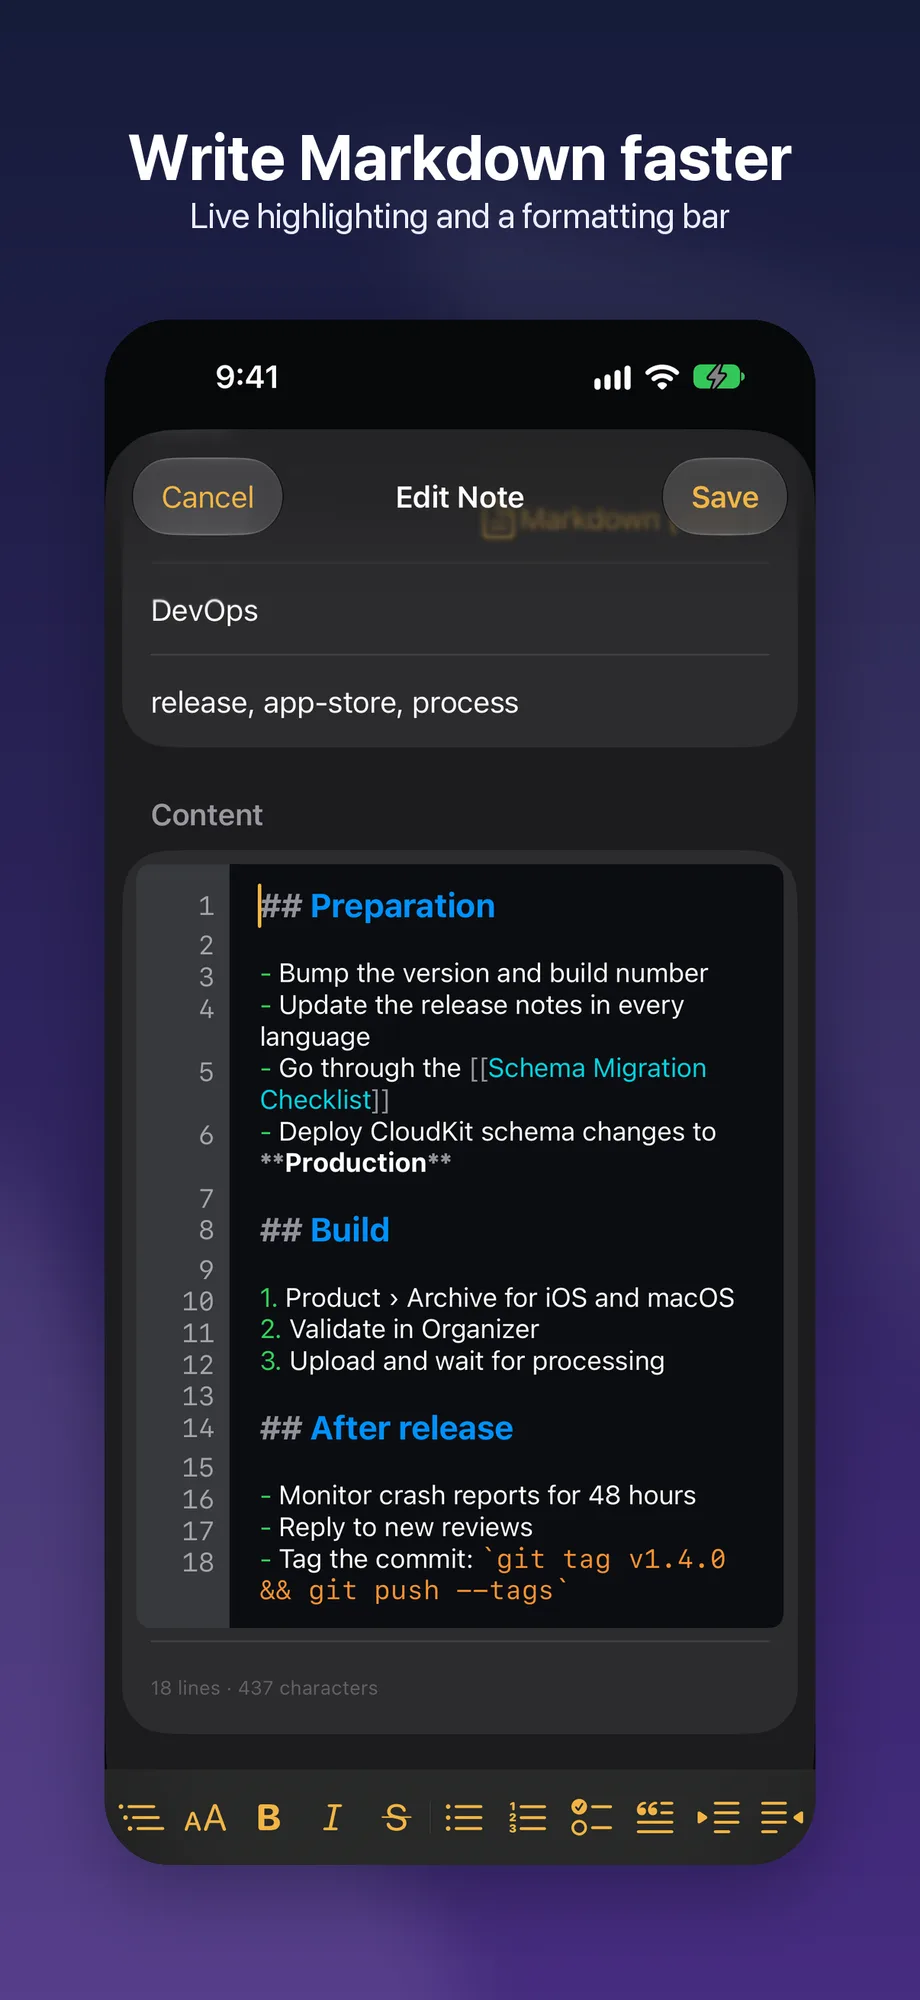 Write Markdown faster
Live highlighting and a formatting bar
9:41
Cancel
Edit Note
Save
Markdown
DevOps
release, app-store, process
Content
1 ## Preparation
2
3 - Bump the version and build number
4 - Update the release notes in every
language
5 - Go through the [[Schema Migration
Checklist]]
6 - Deploy CloudKit schema changes to
**Production**
7
8 ## Build
9
10 1. Product › Archive for iOS and macOS
11 2. Validate in Organizer
12 3. Upload and wait for processing
13
14 ## After release
15
16 - Monitor crash reports for 48 hours
17 - Reply to new reviews
18 - Tag the commit: `git tag v1.4.0
&& git push --tags`
18 lines · 437 characters
AA B I S